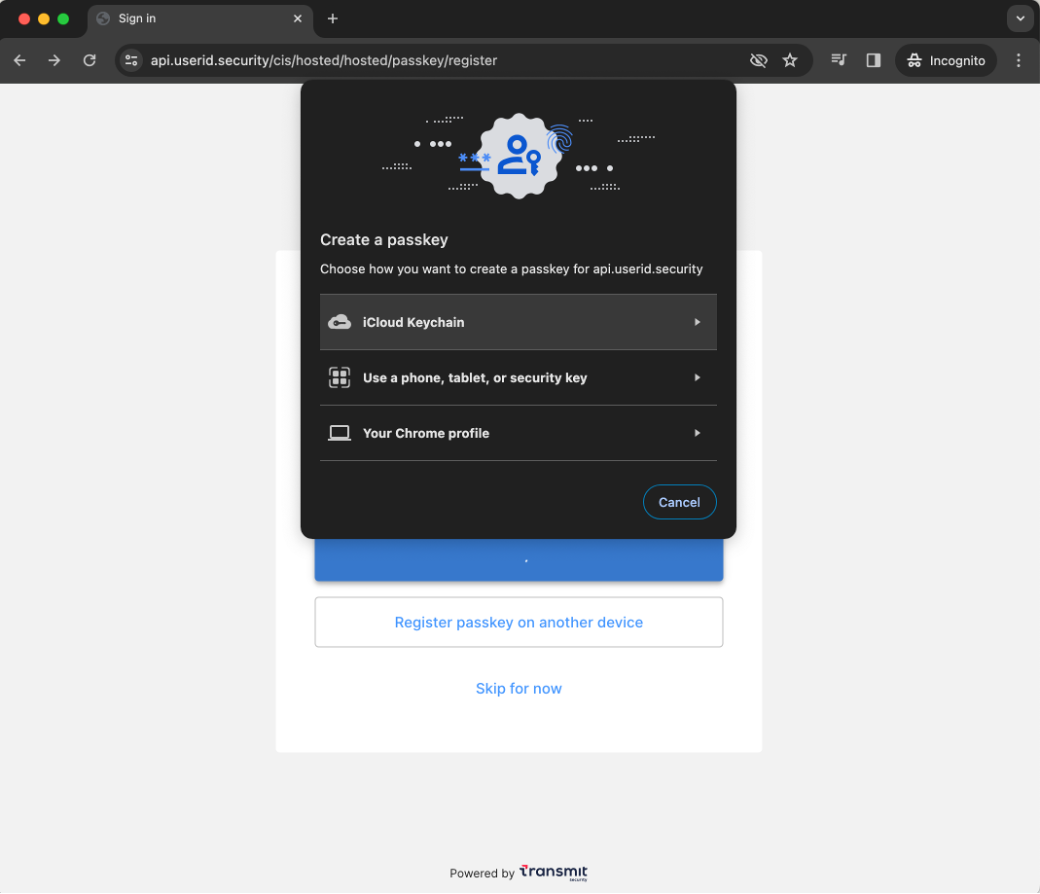 Sign in
api.userid.security/cis/hosted/hosted/passkey/register
Incognito
***
Create a passkey
Choose how you want to create a passkey for api.userid.security
iCloud Keychain
Use a phone, tablet, or security key
Your Chrome profile
Cancel
Register passkey on another device
Skip for now
Powered by Transmit
Security